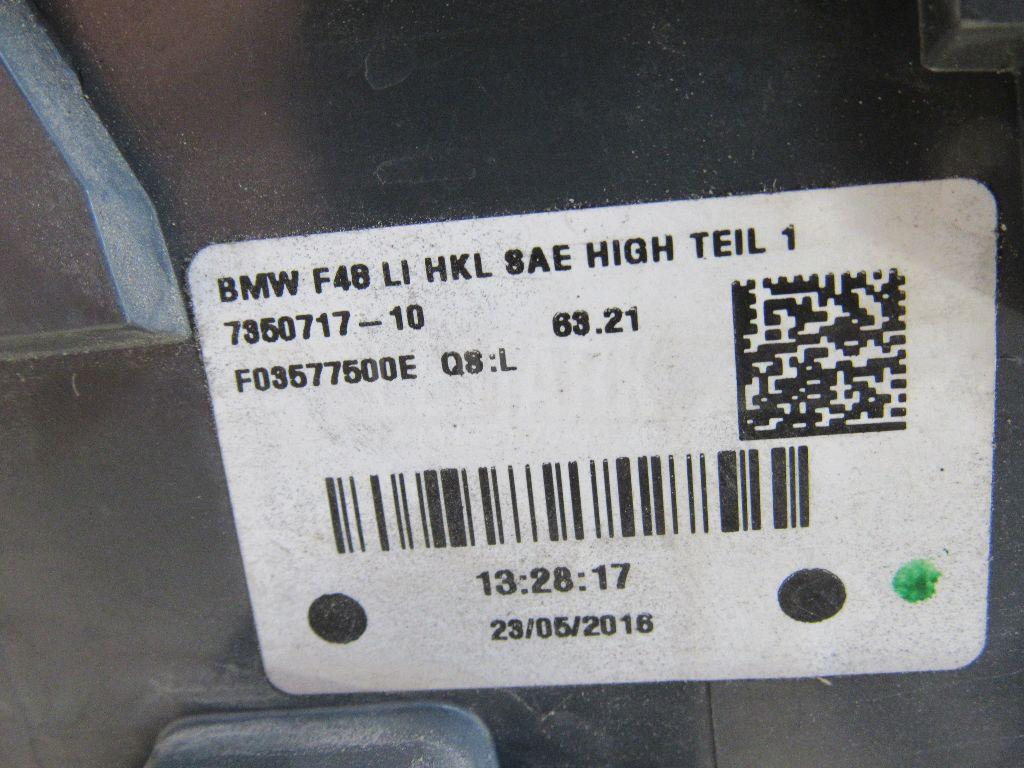 BMW F48 LI HKL SAE HIGH TEIL 1
7350717-10 63.21
F03577500E QS:L
13:28:17
23/05/2016